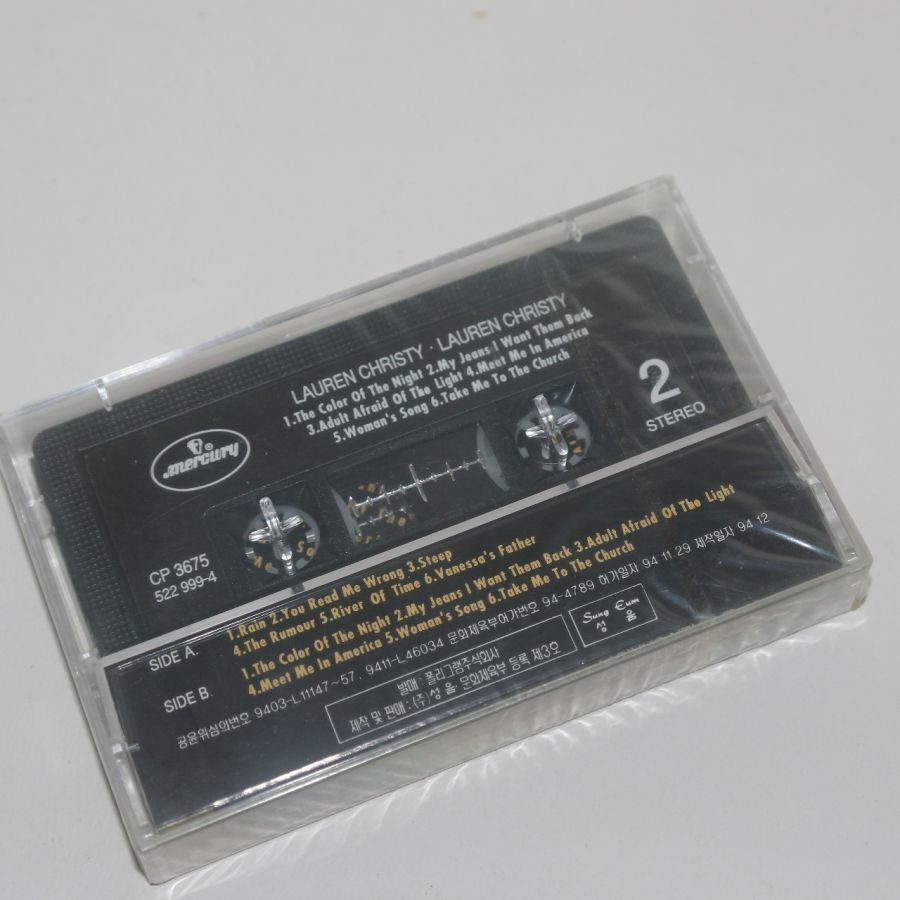 LAUREN CHRISTY · LAUREN CHRISTY
1.The Color Of The Night 2.My Jeans I Want Them Back
3.Adult Afraid Of The Light 4.Meet Me In America
5.Woman's Song 6.Take Me To The Church
2
STEREO
mercury
CP 3675
522 999-4
SIDE A. 1.Rain 2.You Read Me Wrong 3.Steep
4.The Rumour 5.River Of Time 6.Vanessa's Father
SIDE B. 1.The Color Of The Night 2.My Jeans I Want Them Back 3.Adult Afraid Of The Light
4.Meet Me In America 5.Woman's Song 6.Take Me To The Church
공윤위심의번호 9403-L11147~57, 9411-L46034 문화체육부허가번호 94-4789 허가일자 94.11.29 제작일자 94.12
발매 : 폴리그램주식회사
제작 및 판매 : (주)성음 문화체육부 등록 제3호
Sung Eum
성음